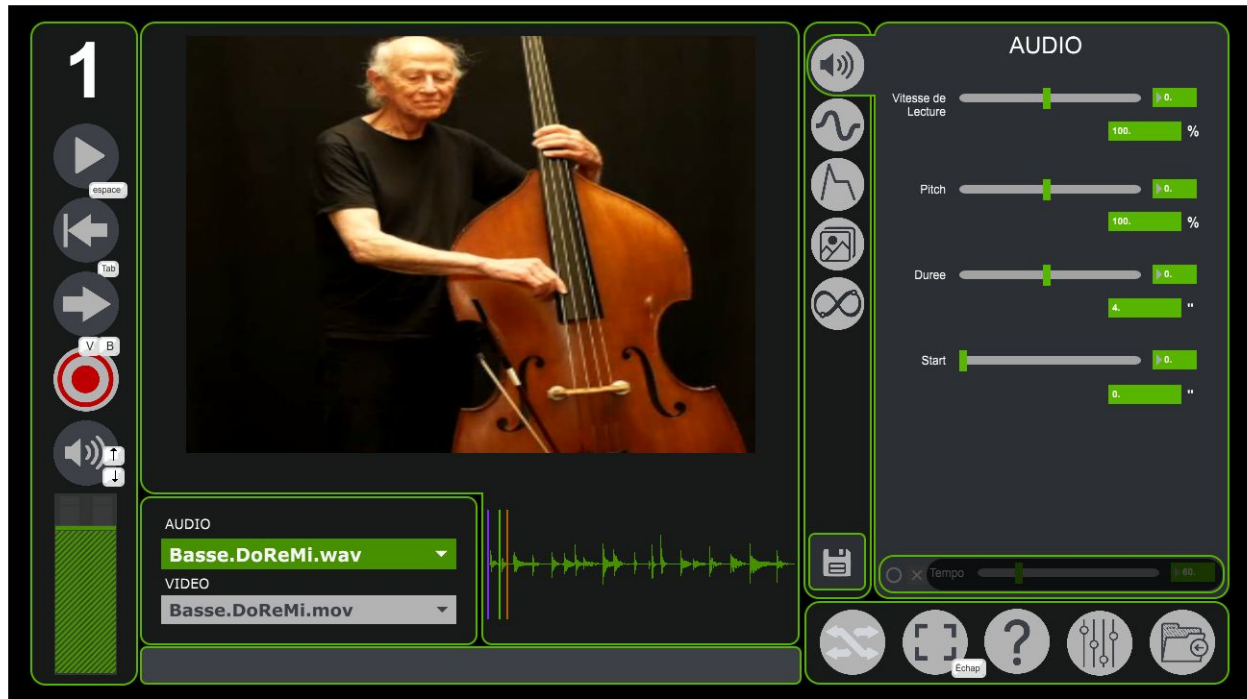 1
espace
Tab
V B
↑
↓
AUDIO
Basse.DoReMi.wav
VIDEO
Basse.DoReMi.mov
AUDIO
Vitesse de
Lecture
0.
100. %
Pitch
0.
100. %
Duree
0.
4. "
Start
0.
0. "
Tempo
60.
?
Échap